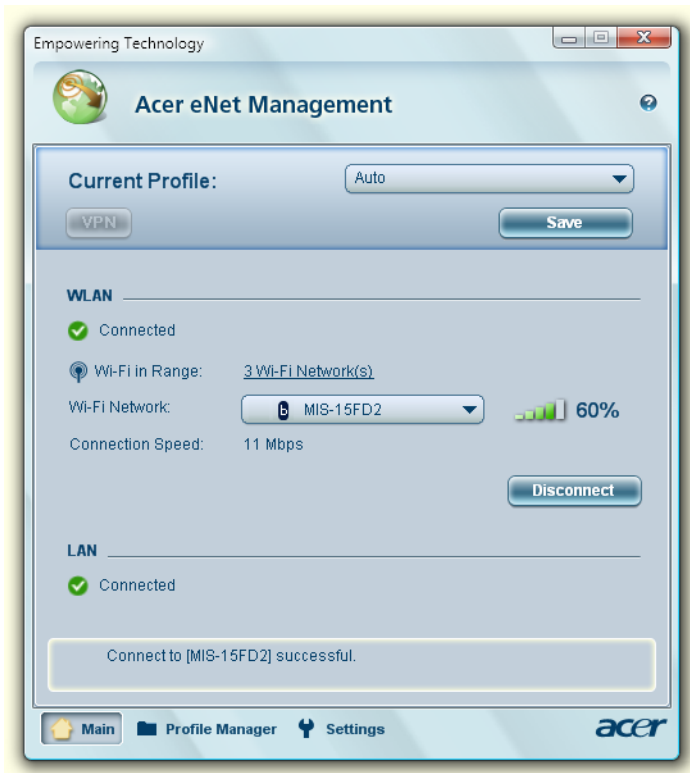 Empowering Technology
Acer eNet Management
Current Profile: Auto
VPN Save
WLAN
Connected
Wi-Fi in Range: 3 Wi-Fi Network(s)
Wi-Fi Network: b MIS-15FD2 60%
Connection Speed: 11 Mbps
Disconnect
LAN
Connected
Connect to [MIS-15FD2] successful.
Main Profile Manager Settings acer